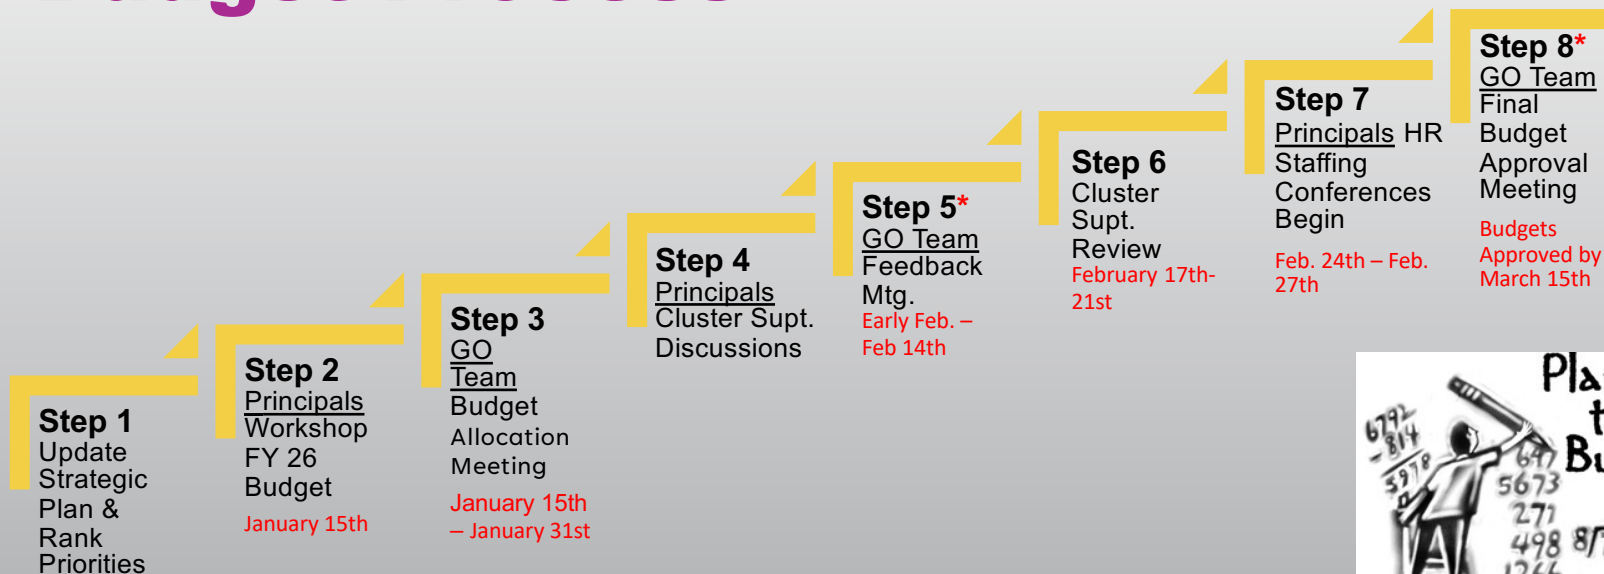 Step 1
Update
Strategic
Plan &
Rank
Priorities
Step 2
Principals
Workshop
FY 26
Budget
January 15th
Step 3
GO
Team
Budget
Allocation
Meeting
January 15th
– January 31st
Step 4
Principals
Cluster Supt.
Discussions
Step 5*
GO Team
Feedback
Mtg.
Early Feb. –
Feb 14th
Step 6
Cluster
Supt.
Review
February 17th-
21st
Step 7
Principals HR
Staffing
Conferences
Begin
Feb. 24th – Feb.
27th
Step 8*
GO Team
Final
Budget
Approval
Meeting
Budgets
Approved by
March 15th
6792
- 814
5978
697
5673
271
498